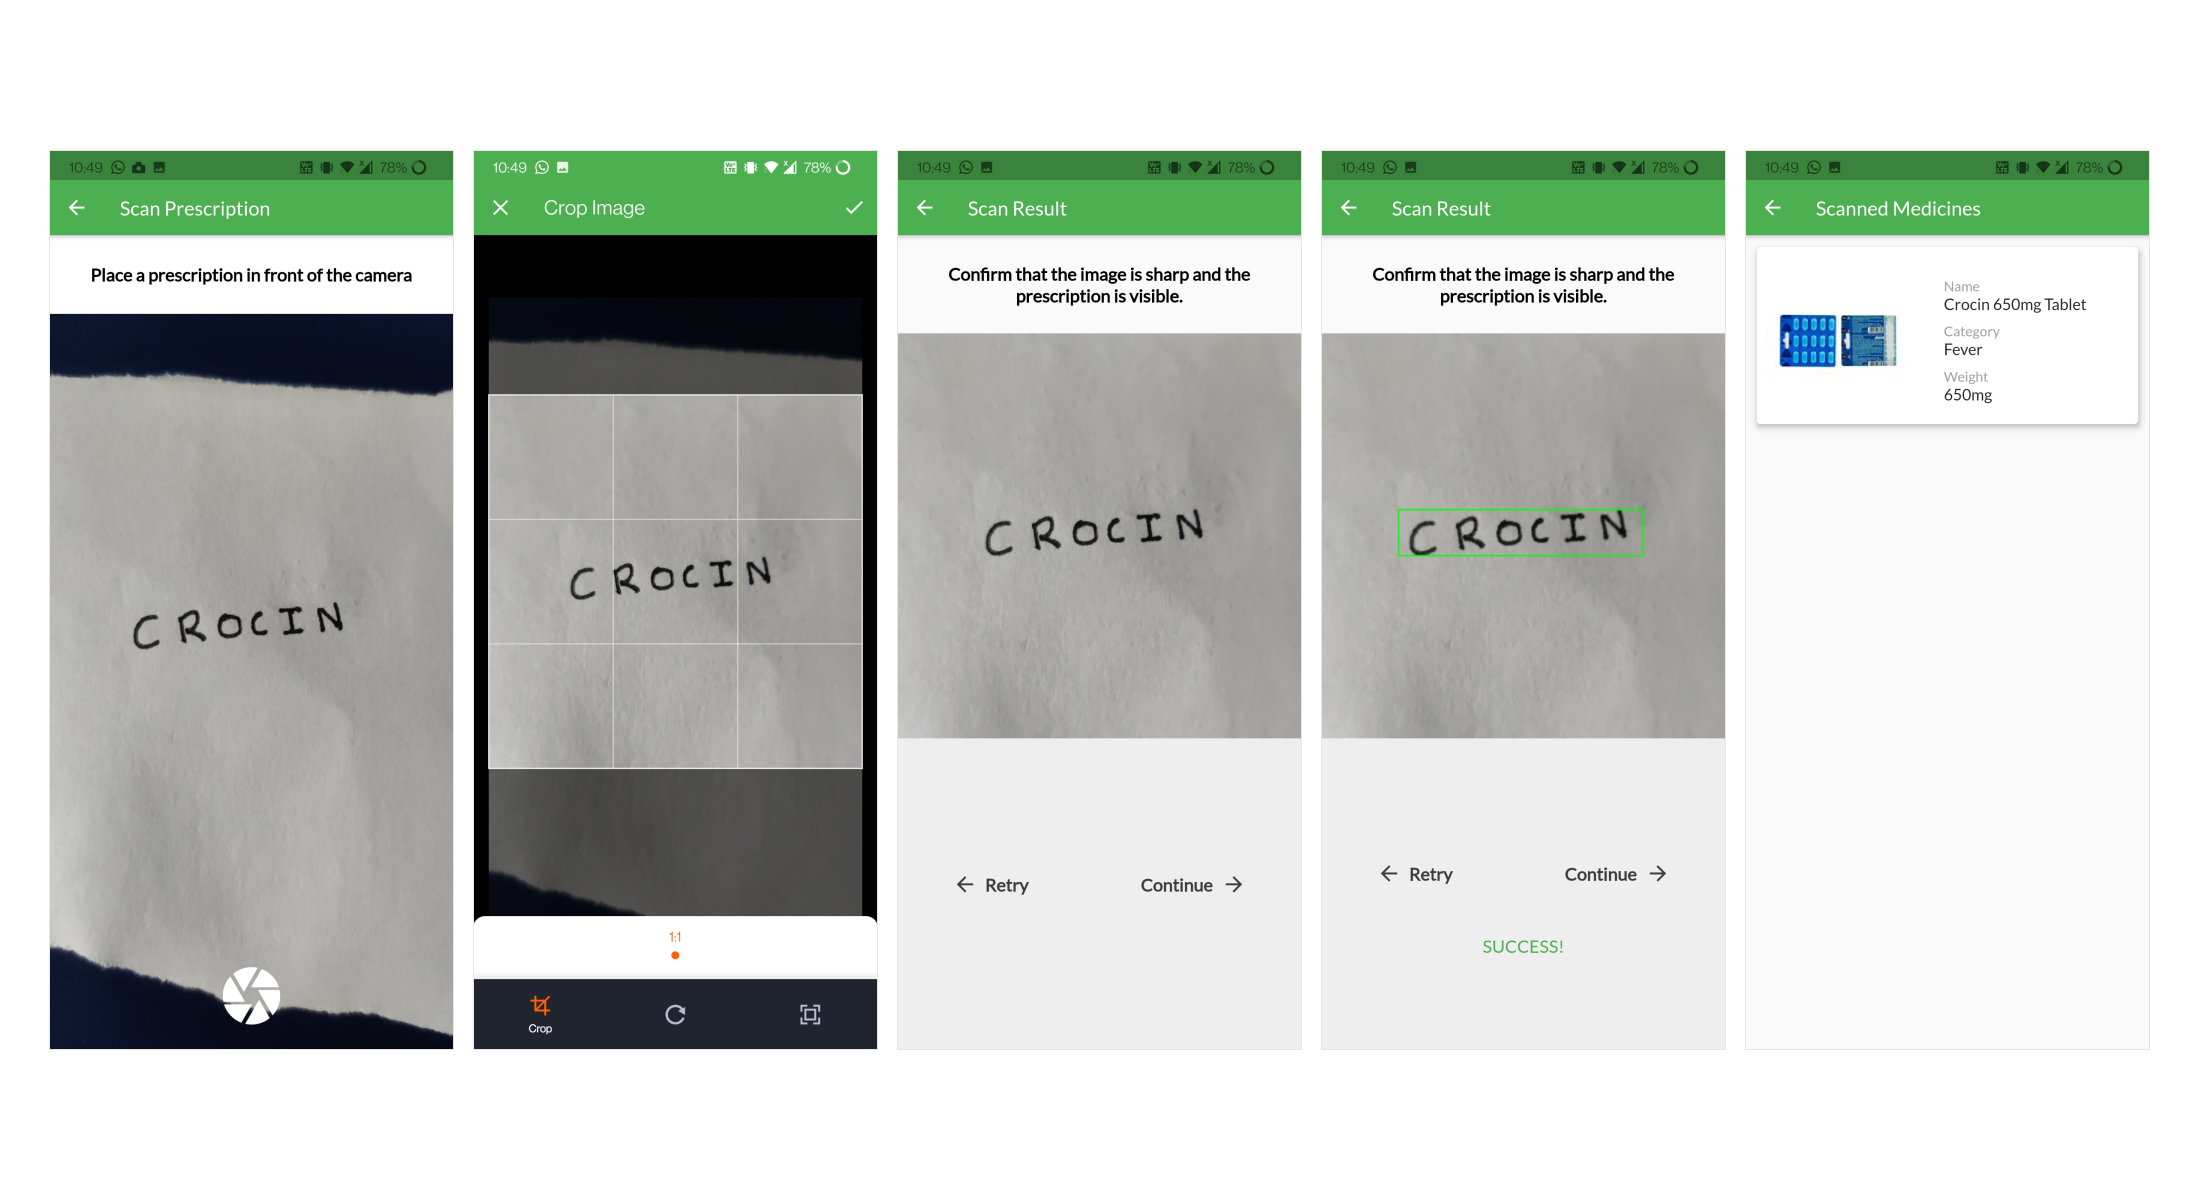 10:49 78%
Scan Prescription
Place a prescription in front of the camera
CROCIN
10:49 78%
Crop Image
CROCIN
1:1
Crop
10:49 78%
Scan Result
Confirm that the image is sharp and the
prescription is visible.
CROCIN
Retry Continue
10:49 78%
Scan Result
Confirm that the image is sharp and the
prescription is visible.
CROCIN
Retry Continue
SUCCESS!
10:49 78%
Scanned Medicines
Name
Crocin 650mg Tablet
Category
Fever
Weight
650mg